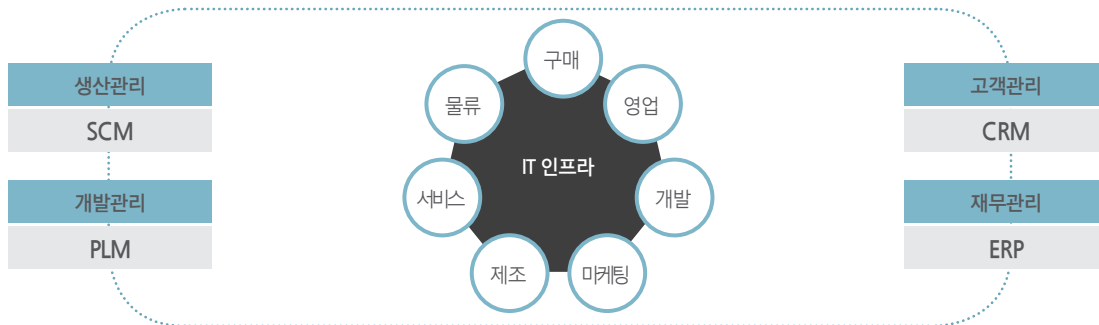 생산관리
SCM
개발관리
PLM
구매
물류
영업
IT 인프라
서비스
개발
제조
마케팅
고객관리
CRM
재무관리
ERP